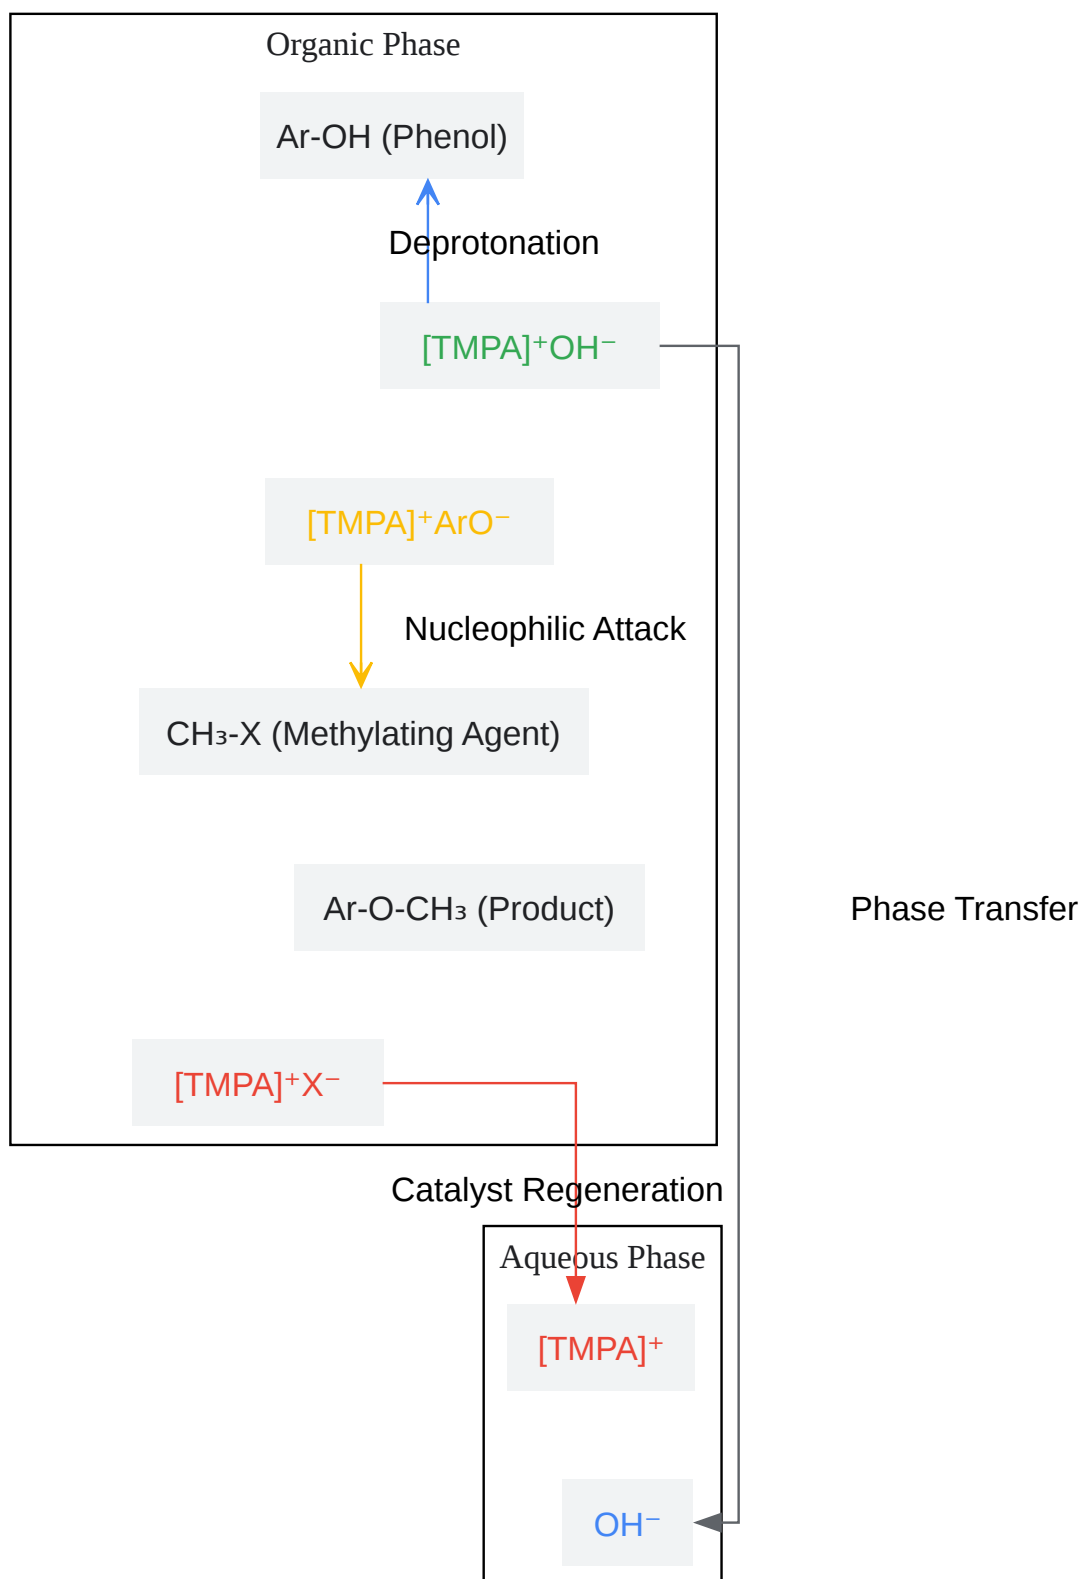 Organic Phase
Ar-OH (Phenol)
Deprotonation
[TMPA]⁺OH⁻
[TMPA]⁺ArO⁻
Nucleophilic Attack
CH₃-X (Methylating Agent)
Ar-O-CH₃ (Product)
Phase Transfer
[TMPA]⁺X⁻
Catalyst Regeneration
Aqueous Phase
[TMPA]⁺
OH⁻